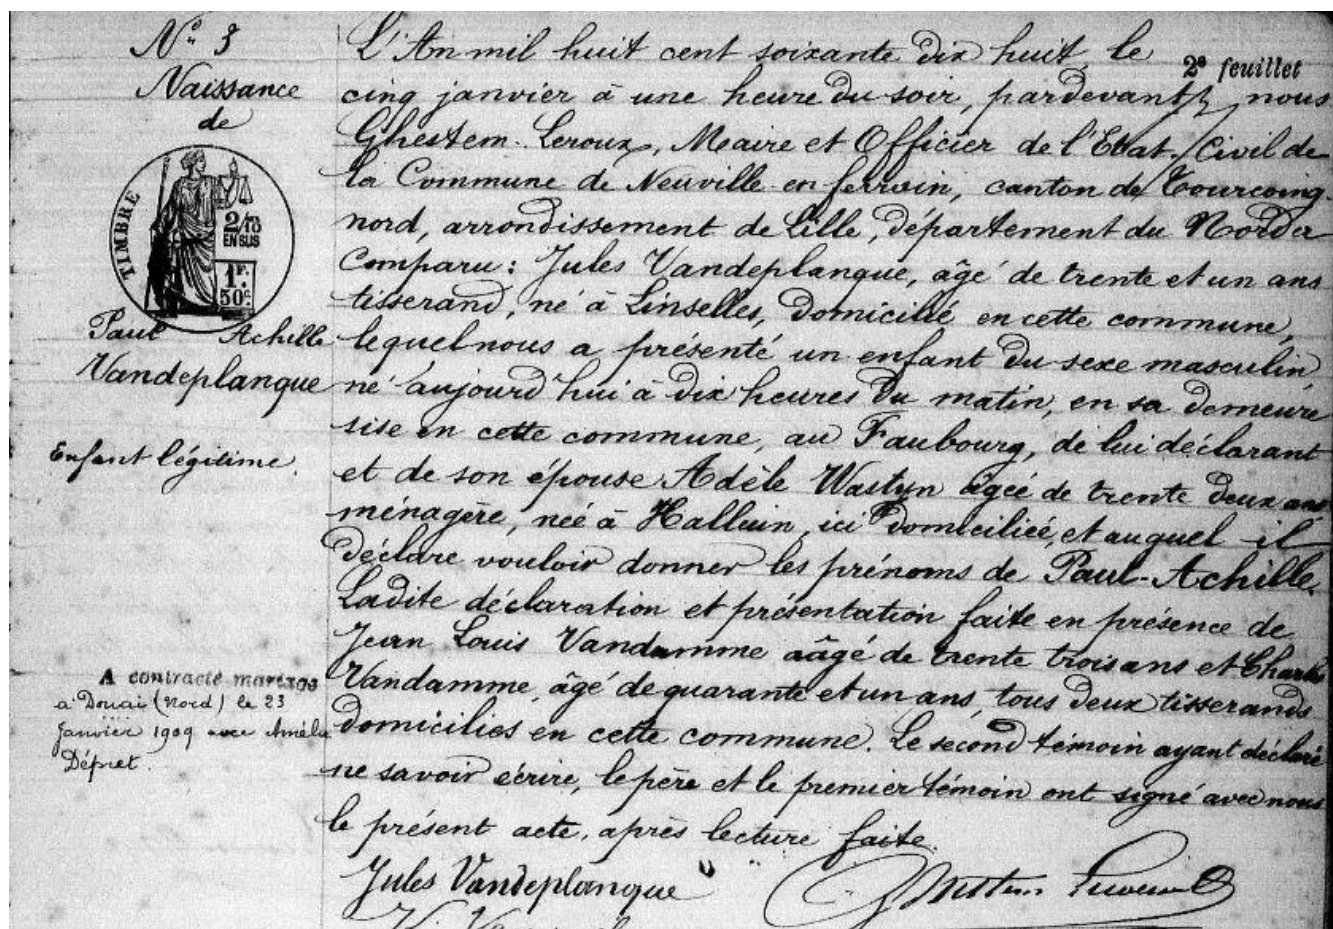 N° 3
Naissance
de
TIMBRE
2/10
EN SUS
1F.
50c.
Paul Achille
Vandeplanque
Enfant légitime.
A contracté mariage
à Douai (Nord) le 23
Janvier 1909 avec
Dépret.
2e feuillet
L'An mil huit cent soixante dix huit, le
cinq janvier à une heure du soir, pardevant nous
Ghestem Leroux, Maire et Officier de l'Etat Civil de
la Commune de Neuville en ferrain, canton de Tourcoing
nord, arrondissement de Lille, département du Nord a
Comparu : Jules Vandeplanque, âgé de trente et un ans
tisserand, né à Linselles, domicilié en cette commune,
lequel nous a présenté un enfant du sexe masculin
né aujourd'hui à dix heures du matin, en sa demeure
sise en cette commune, au Faubourg, de lui déclarant
et de son épouse Adèle Wastyn âgée de trente deux ans
ménagère, née à Halluin, ici domiciliée, et auquel il
déclare vouloir donner les prénoms de Paul-Achille.
Ladite déclaration et présentation faite en présence de
Jean Louis Vandamme âgé de trente trois ans et Charles
Vandamme, âgé de quarante et un ans, tous deux tisserands
domiciliés en cette commune. Le second témoin ayant déclaré
ne savoir écrire, le père et le premier témoin ont signé avec nous
le présent acte, après lecture faite.
Jules Vandeplanque